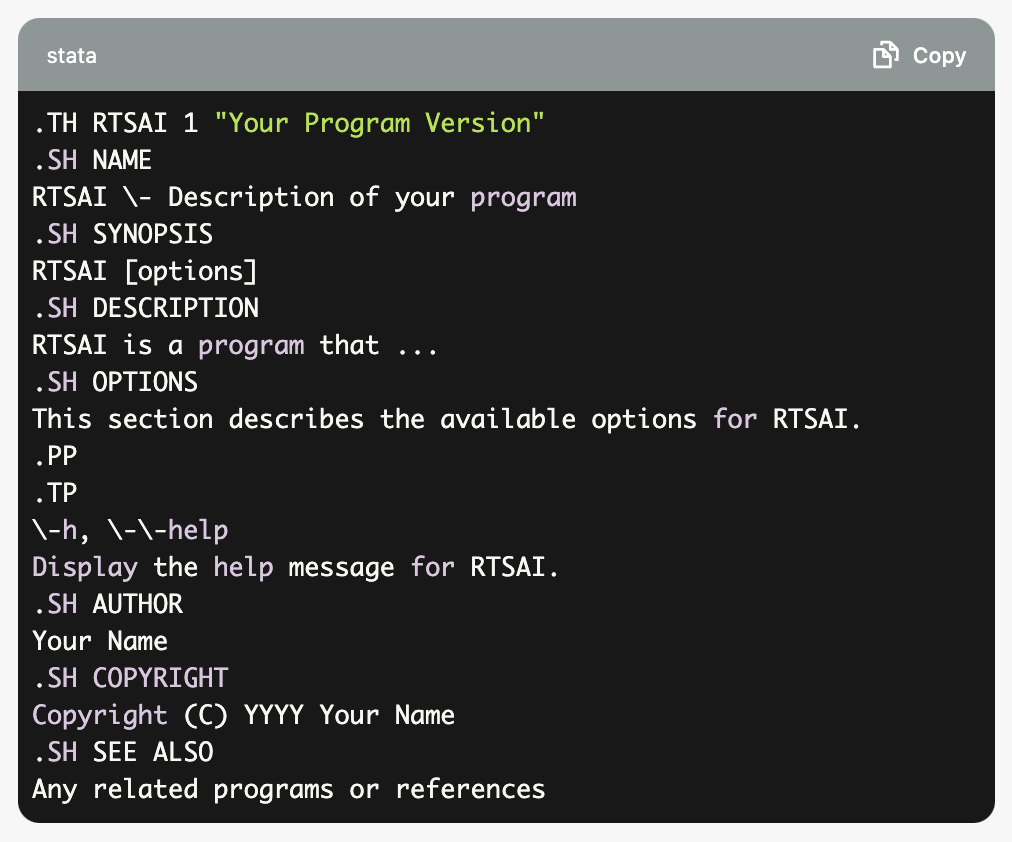 stata
Copy
.TH RTSAI 1 "Your Program Version"
.SH NAME
RTSAI \- Description of your program
.SH SYNOPSIS
RTSAI [options]
.SH DESCRIPTION
RTSAI is a program that ...
.SH OPTIONS
This section describes the available options for RTSAI.
.PP
.TP
\-h, \-\-help
Display the help message for RTSAI.
.SH AUTHOR
Your Name
.SH COPYRIGHT
Copyright (C) YYYY Your Name
.SH SEE ALSO
Any related programs or references